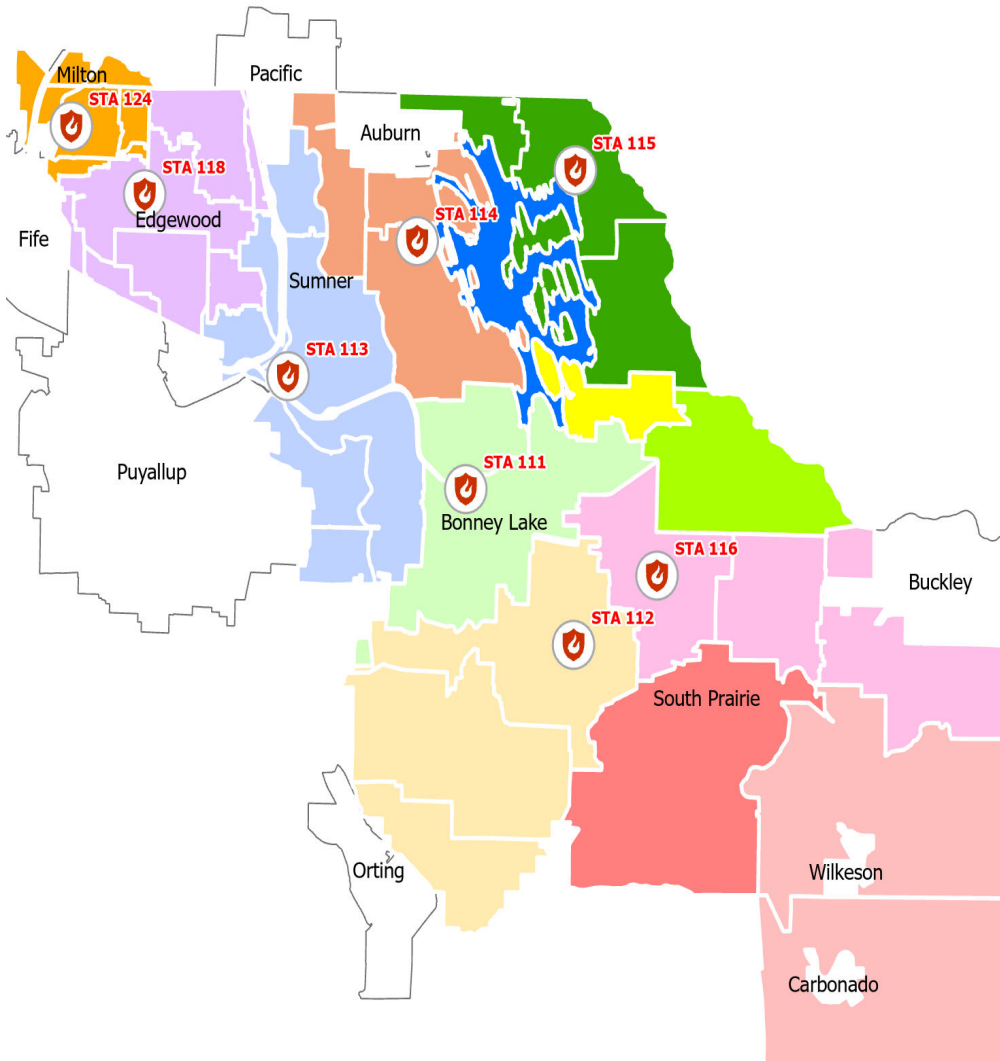 Pacific
Milton
STA 124
Auburn
STA 115
STA 118
STA 114
Edgewood
Fife
Sumner
STA 113
STA 111
Puyallup
Bonney Lake
STA 116
Buckley
STA 112
South Prairie
Orting
Wilkeson
Carbonado